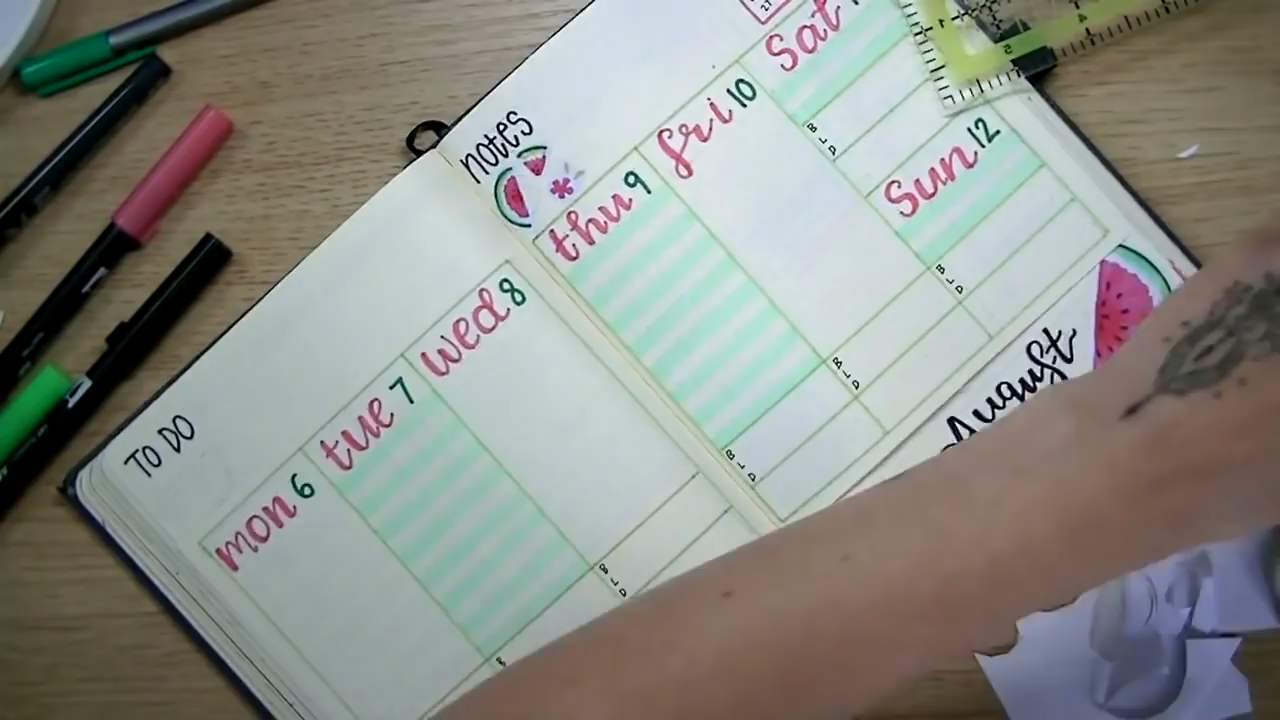 TO DO
mon 6
tue 7
wed 8
notes
thu 9
fri 10
Sat
Sun 12
B
L
D
B
L
D
B
L
D
B
L
D
B
L
D
August